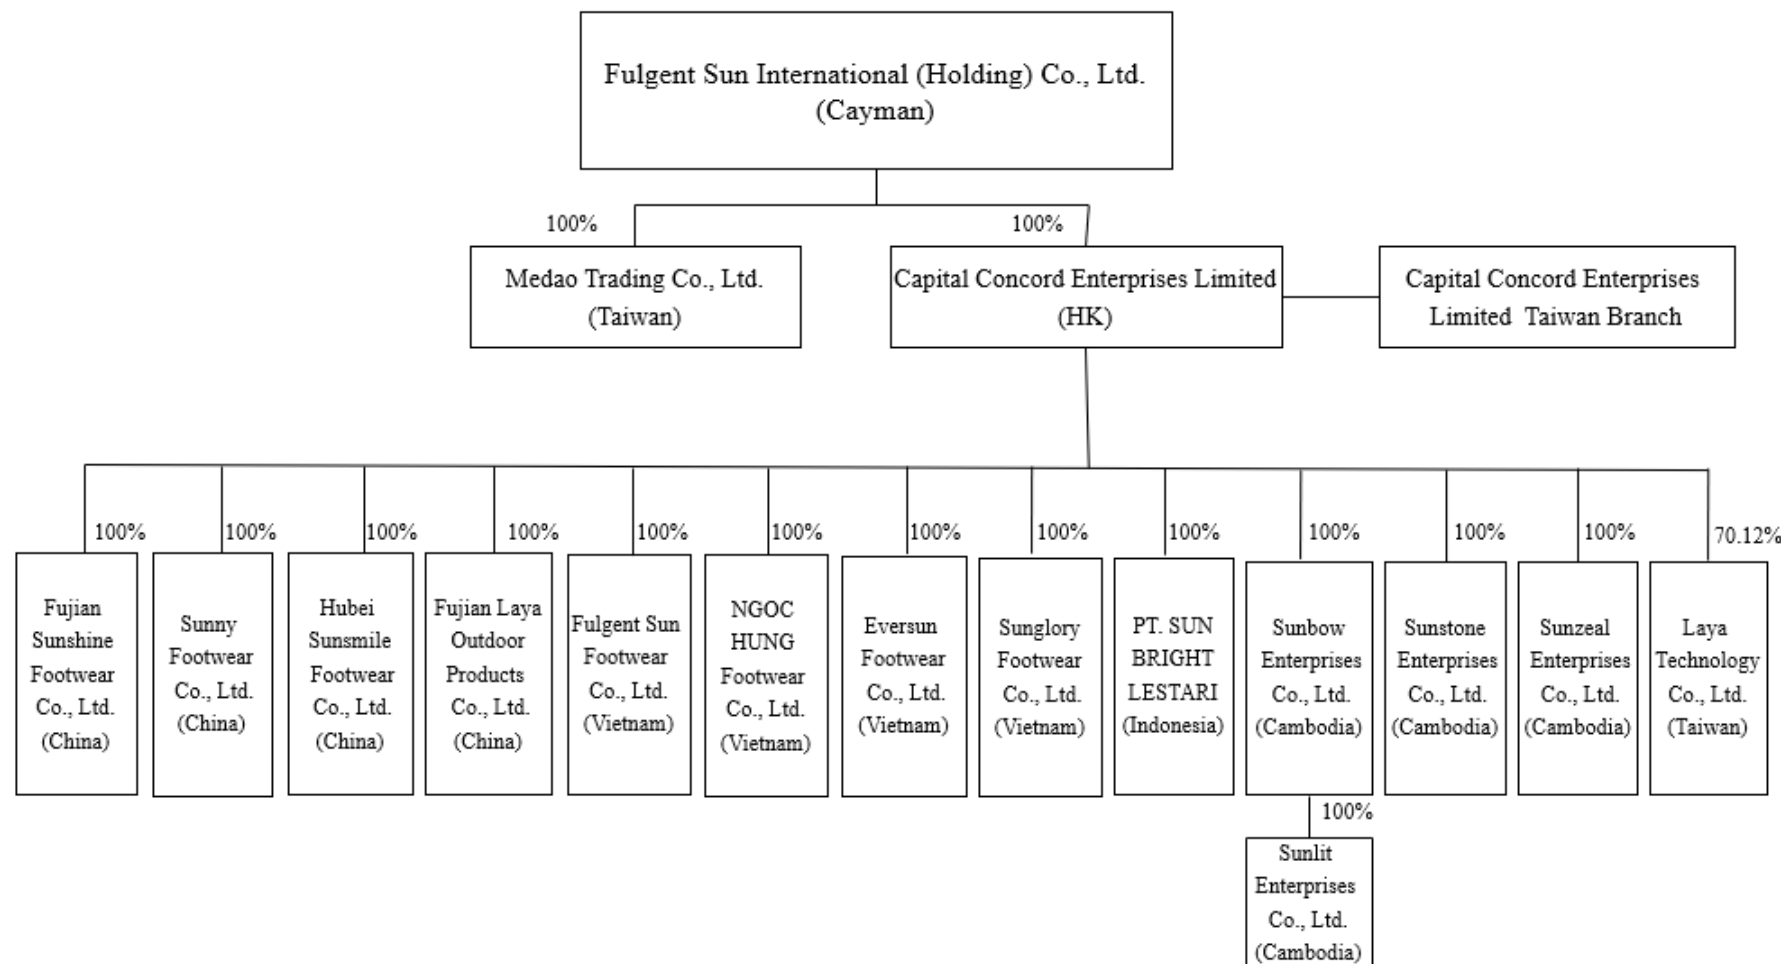 Fulgent Sun International (Holding) Co., Ltd.
(Cayman)
100%
100%
Medao Trading Co., Ltd.
(Taiwan)
Capital Concord Enterprises Limited
(HK)
Capital Concord Enterprises
Limited Taiwan Branch
100%
100%
100%
100%
100%
100%
100%
100%
100%
100%
100%
100%
70.12%
Fujian
Sunshine
Footwear
Co., Ltd.
(China)
Sunny
Footwear
Co., Ltd.
(China)
Hubei
Sunsmile
Footwear
Co., Ltd.
(China)
Fujian Laya
Outdoor
Products
Co., Ltd.
(China)
Fulgent Sun
Footwear
Co., Ltd.
(Vietnam)
NGOC
HUNG
Footwear
Co., Ltd.
(Vietnam)
Eversun
Footwear
Co., Ltd.
(Vietnam)
Sunglory
Footwear
Co., Ltd.
(Vietnam)
PT. SUN
BRIGHT
LESTARI
(Indonesia)
Sunbow
Enterprises
Co., Ltd.
(Cambodia)
Sunstone
Enterprises
Co., Ltd.
(Cambodia)
Sunzeal
Enterprises
Co., Ltd.
(Cambodia)
Laya
Technology
Co., Ltd.
(Taiwan)
100%
Sunlit
Enterprises
Co., Ltd.
(Cambodia)